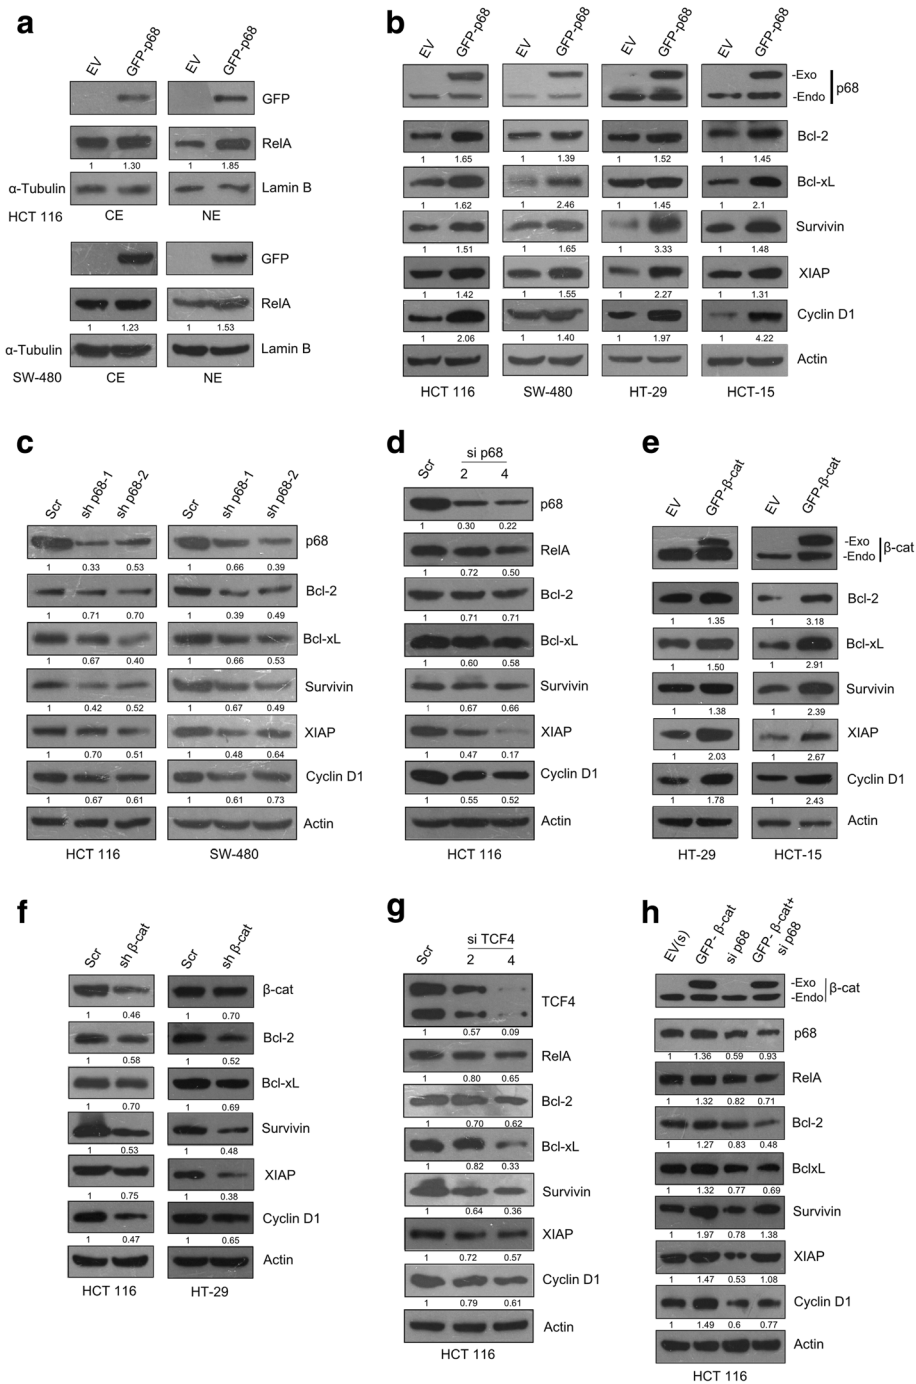 a
EV GFP-p68 EV GFP-p68
GFP
RelA
1 1.30 1 1.85
α-Tubulin Lamin B
HCT 116 CE NE
GFP
RelA
1 1.23 1 1.53
α-Tubulin Lamin B
SW-480 CE NE
b
EV GFP-p68 EV GFP-p68 EV GFP-p68 EV GFP-p68
-Exo
-Endo
p68
Bcl-2
1 1.65 1 1.39 1 1.52 1 1.45
Bcl-xL
1 1.62 1 2.46 1 1.45 1 2.1
Survivin
1 1.51 1 1.65 1 3.33 1 1.48
XIAP
1 1.42 1 1.55 1 2.27 1 1.31
Cyclin D1
1 2.06 1 1.40 1 1.97 1 4.22
Actin
HCT 116 SW-480 HT-29 HCT-15
c
Scr sh p68-1 sh p68-2 Scr sh p68-1 sh p68-2
p68
1 0.33 0.53 1 0.66 0.39
Bcl-2
1 0.71 0.70 1 0.39 0.49
Bcl-xL
1 0.67 0.40 1 0.66 0.53
Survivin
1 0.42 0.52 1 0.67 0.49
XIAP
1 0.70 0.51 1 0.48 0.64
Cyclin D1
1 0.67 0.61 1 0.61 0.73
Actin
HCT 116 SW-480
d
si p68
Scr 2 4
p68
1 0.30 0.22
RelA
1 0.72 0.50
Bcl-2
1 0.71 0.71
Bcl-xL
1 0.60 0.58
Survivin
1 0.67 0.66
XIAP
1 0.47 0.17
Cyclin D1
1 0.55 0.52
Actin
HCT 116
e
EV GFP-β-cat EV GFP-β-cat
-Exo
-Endo
β-cat
Bcl-2
1 1.35 1 3.18
Bcl-xL
1 1.50 1 2.91
Survivin
1 1.38 1 2.39
XIAP
1 2.03 1 2.67
Cyclin D1
1 1.78 1 2.43
Actin
HT-29 HCT-15
f
Scr sh β-cat Scr sh β-cat
β-cat
1 0.46 1 0.70
Bcl-2
1 0.58 1 0.52
Bcl-xL
1 0.70 1 0.69
Survivin
1 0.53 1 0.48
XIAP
1 0.75 1 0.38
Cyclin D1
1 0.47 1 0.65
Actin
HCT 116 HT-29
g
si TCF4
Scr 2 4
TCF4
1 0.57 0.09
RelA
1 0.80 0.65
Bcl-2
1 0.70 0.62
Bcl-xL
1 0.82 0.33
Survivin
1 0.64 0.36
XIAP
1 0.72 0.57
Cyclin D1
1 0.79 0.61
Actin
HCT 116
h
EV(s) GFP- β-cat si p68 GFP- β-cat+ si p68
-Exo
-Endo
β-cat
p68
1 1.36 0.59 0.93
RelA
1 1.32 0.82 0.71
Bcl-2
1 1.27 0.83 0.48
BclxL
1 1.32 0.77 0.69
Survivin
1 1.97 0.78 1.38
XIAP
1 1.47 0.53 1.08
Cyclin D1
1 1.49 0.6 0.77
Actin
HCT 116